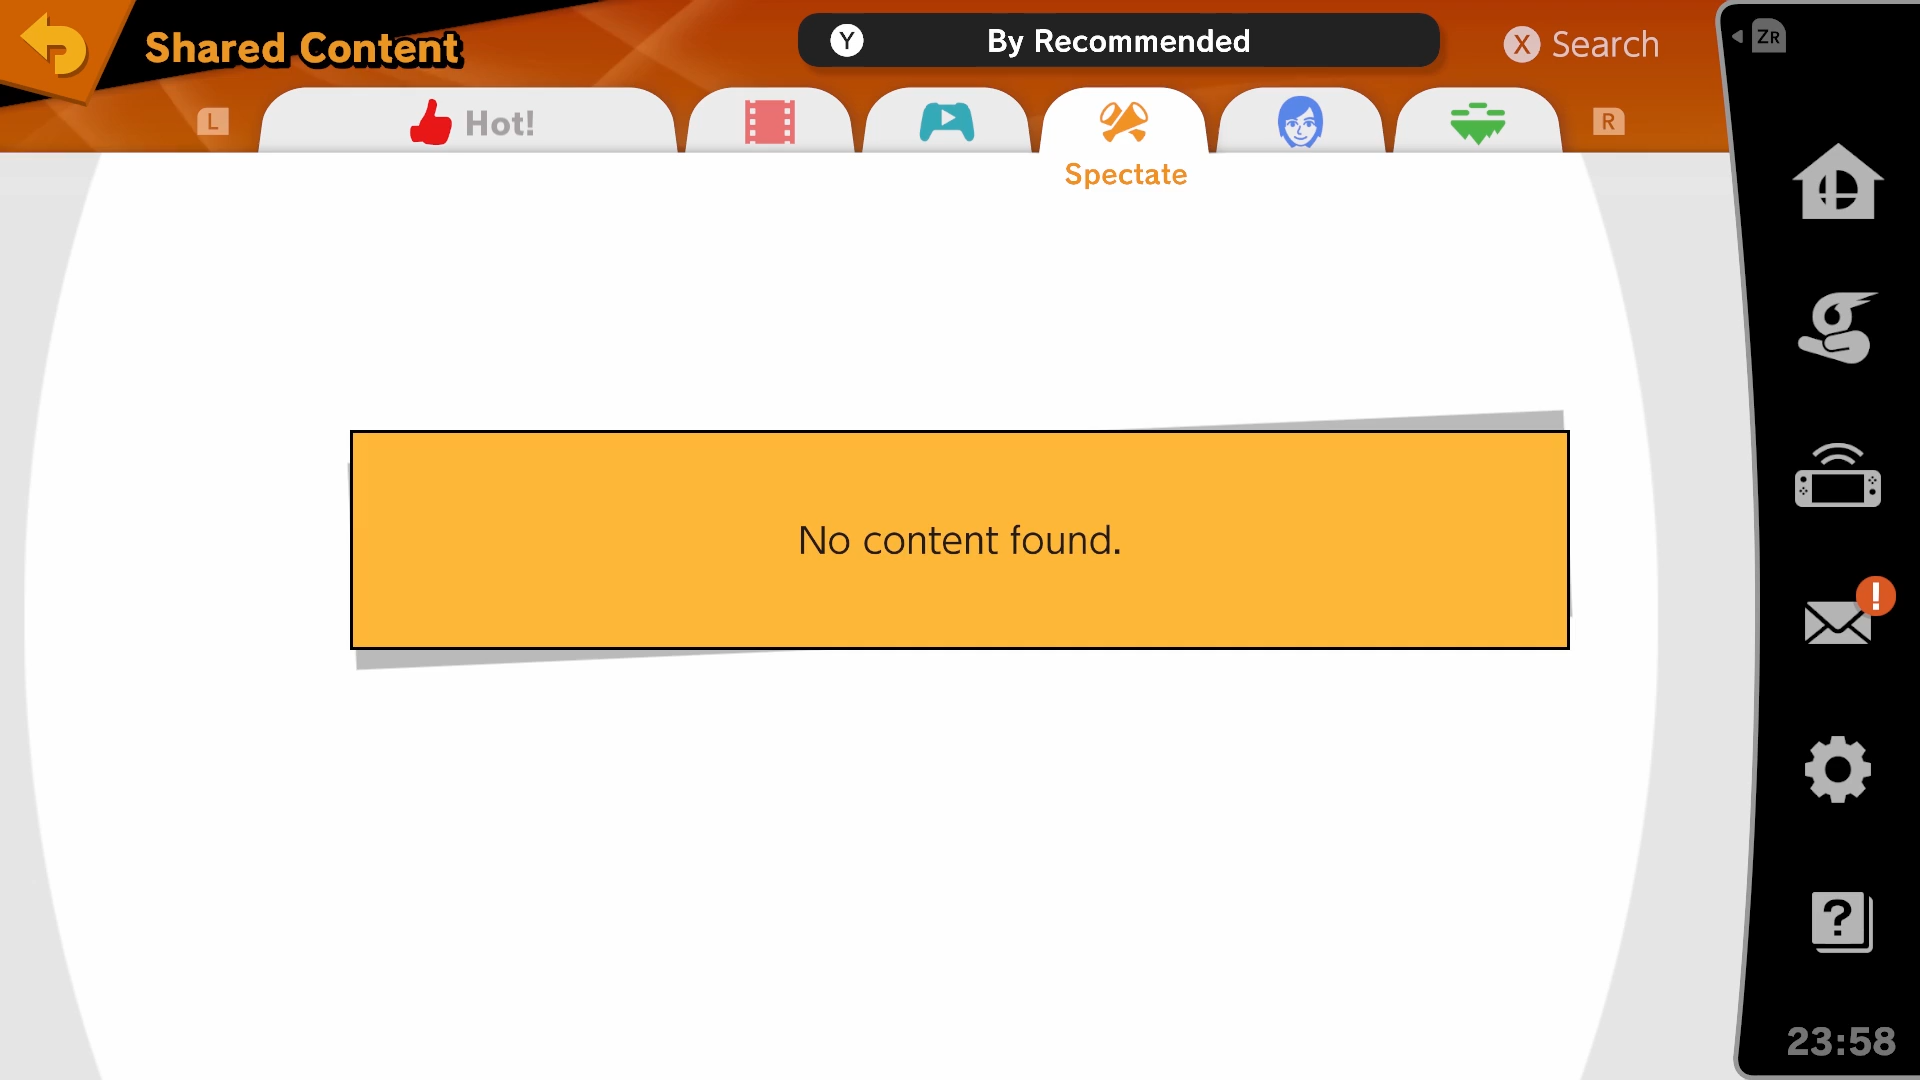 Shared Content
Y
By Recommended
X Search
ZR
L
Hot!
R
Spectate
No content found.
!
?
23:58